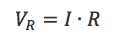 V_R = I · R